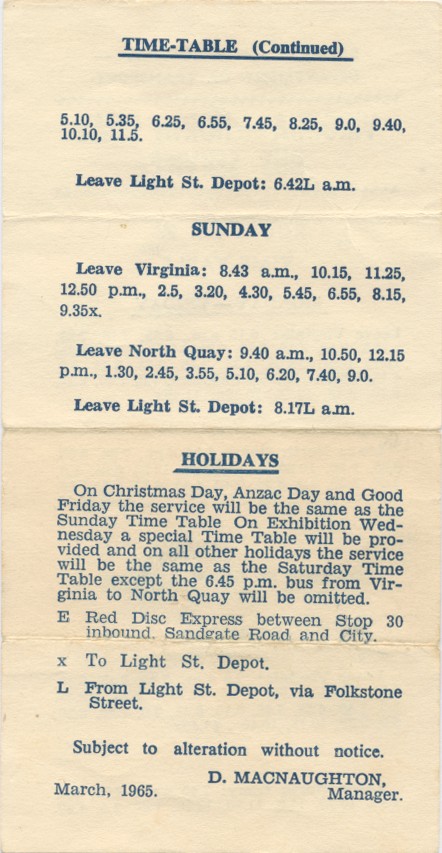 TIME-TABLE (Continued)
5.10, 5.35, 6.25, 6.55, 7.45, 8.25, 9.0, 9.40,
10.10, 11.5.
Leave Light St. Depot: 6.42L a.m.
SUNDAY
Leave Virginia: 8.43 a.m., 10.15, 11.25,
12.50 p.m., 2.5, 3.20, 4.30, 5.45, 6.55, 8.15,
9.35x.
Leave North Quay: 9.40 a.m., 10.50, 12.15
p.m., 1.30, 2.45, 3.55, 5.10, 6.20, 7.40, 9.0.
Leave Light St. Depot: 8.17L a.m.
HOLIDAYS
On Christmas Day, Anzac Day and Good
Friday the service will be the same as the
Sunday Time Table On Exhibition Wed-
nesday a special Time Table will be pro-
vided and on all other holidays the service
will be the same as the Saturday Time
Table except the 6.45 p.m. bus from Vir-
ginia to North Quay will be omitted.
E Red Disc Express between Stop 30
inbound, Sandgate Road and City.
x To Light St. Depot.
L From Light St. Depot, via Folkstone
Street.
Subject to alteration without notice.
D. MACNAUGHTON,
March, 1965. Manager.